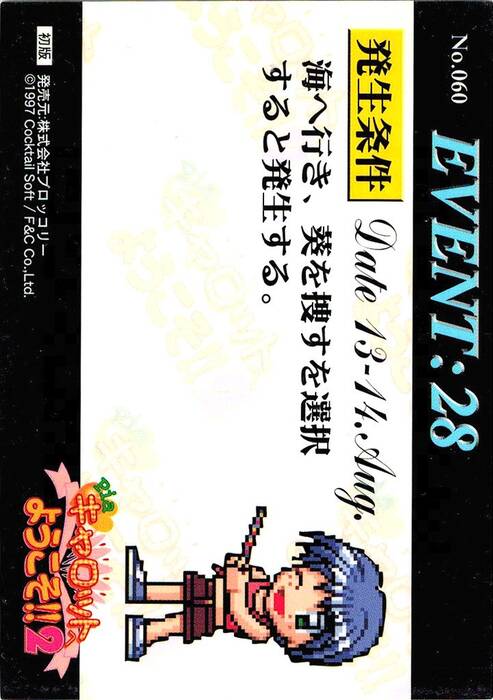 No.060
EVENT:28
発生条件 Date 13-14.Aug.
海へ行き、葵を捜すを選択
すると発生する。
Piaキャロットへ
ようこそ!!2
初版 発売元:株式会社ブロッコリー
©1997 Cocktail Soft / F&C Co.,Ltd.